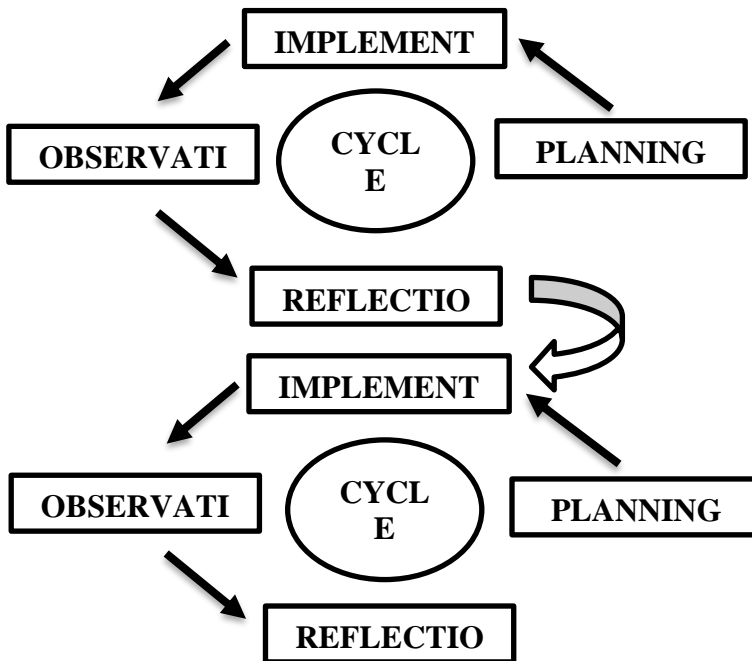 IMPLEMENT
OBSERVATI
CYCL
E
PLANNING
REFLECTIO
IMPLEMENT
OBSERVATI
CYCL
E
PLANNING
REFLECTIO